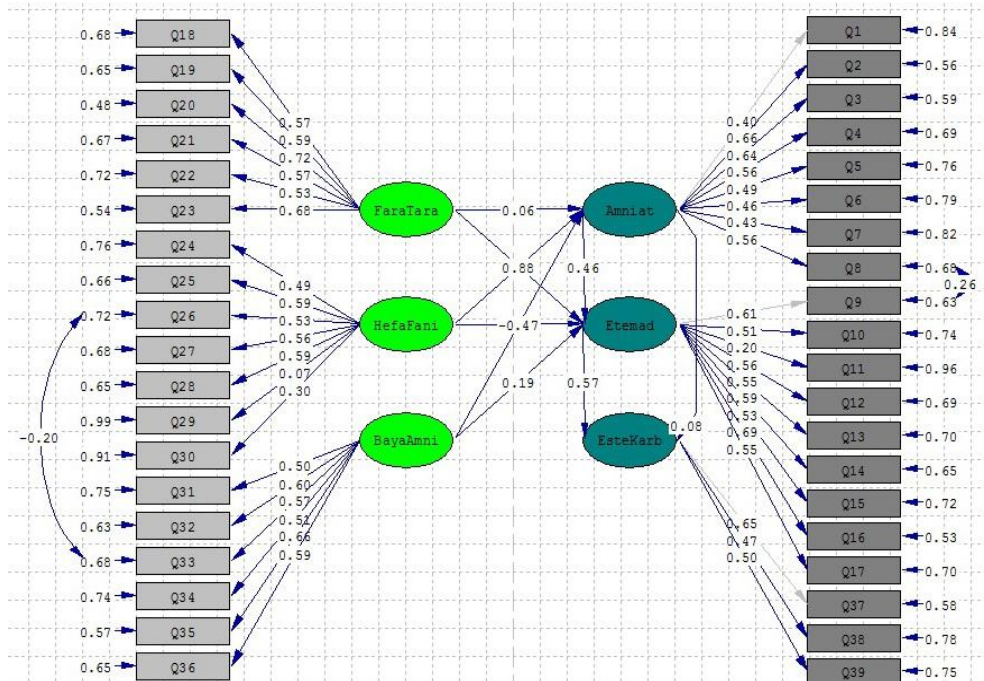 0.68 Q18
0.65 Q19
0.48 Q20
0.67 Q21
0.72 Q22
0.54 Q23
0.76 Q24
0.66 Q25
0.72 Q26
0.68 Q27
0.65 Q28
0.99 Q29
0.91 Q30
0.75 Q31
0.63 Q32
0.68 Q33
0.74 Q34
0.57 Q35
0.65 Q36
-0.20
0.57
0.59
0.72
0.57
0.53
0.68
0.49
0.59
0.53
0.56
0.59
0.07
0.30
0.50
0.60
0.57
0.51
0.66
0.59
FaraTara
HefaFani
BayaAmni
0.06
0.88
0.46
-0.47
0.19
0.57
0.08
Amniat
Etemad
EsteKarb
0.40
0.66
0.64
0.56
0.49
0.46
0.43
0.56
0.61
0.51
0.20
0.56
0.55
0.59
0.53
0.69
0.55
0.65
0.47
0.50
Q1 0.84
Q2 0.56
Q3 0.59
Q4 0.69
Q5 0.76
Q6 0.79
Q7 0.82
Q8 0.68
Q9 0.63
Q10 0.74
Q11 0.96
Q12 0.69
Q13 0.70
Q14 0.65
Q15 0.72
Q16 0.53
Q17 0.70
Q37 0.58
Q38 0.78
Q39 0.75
0.26